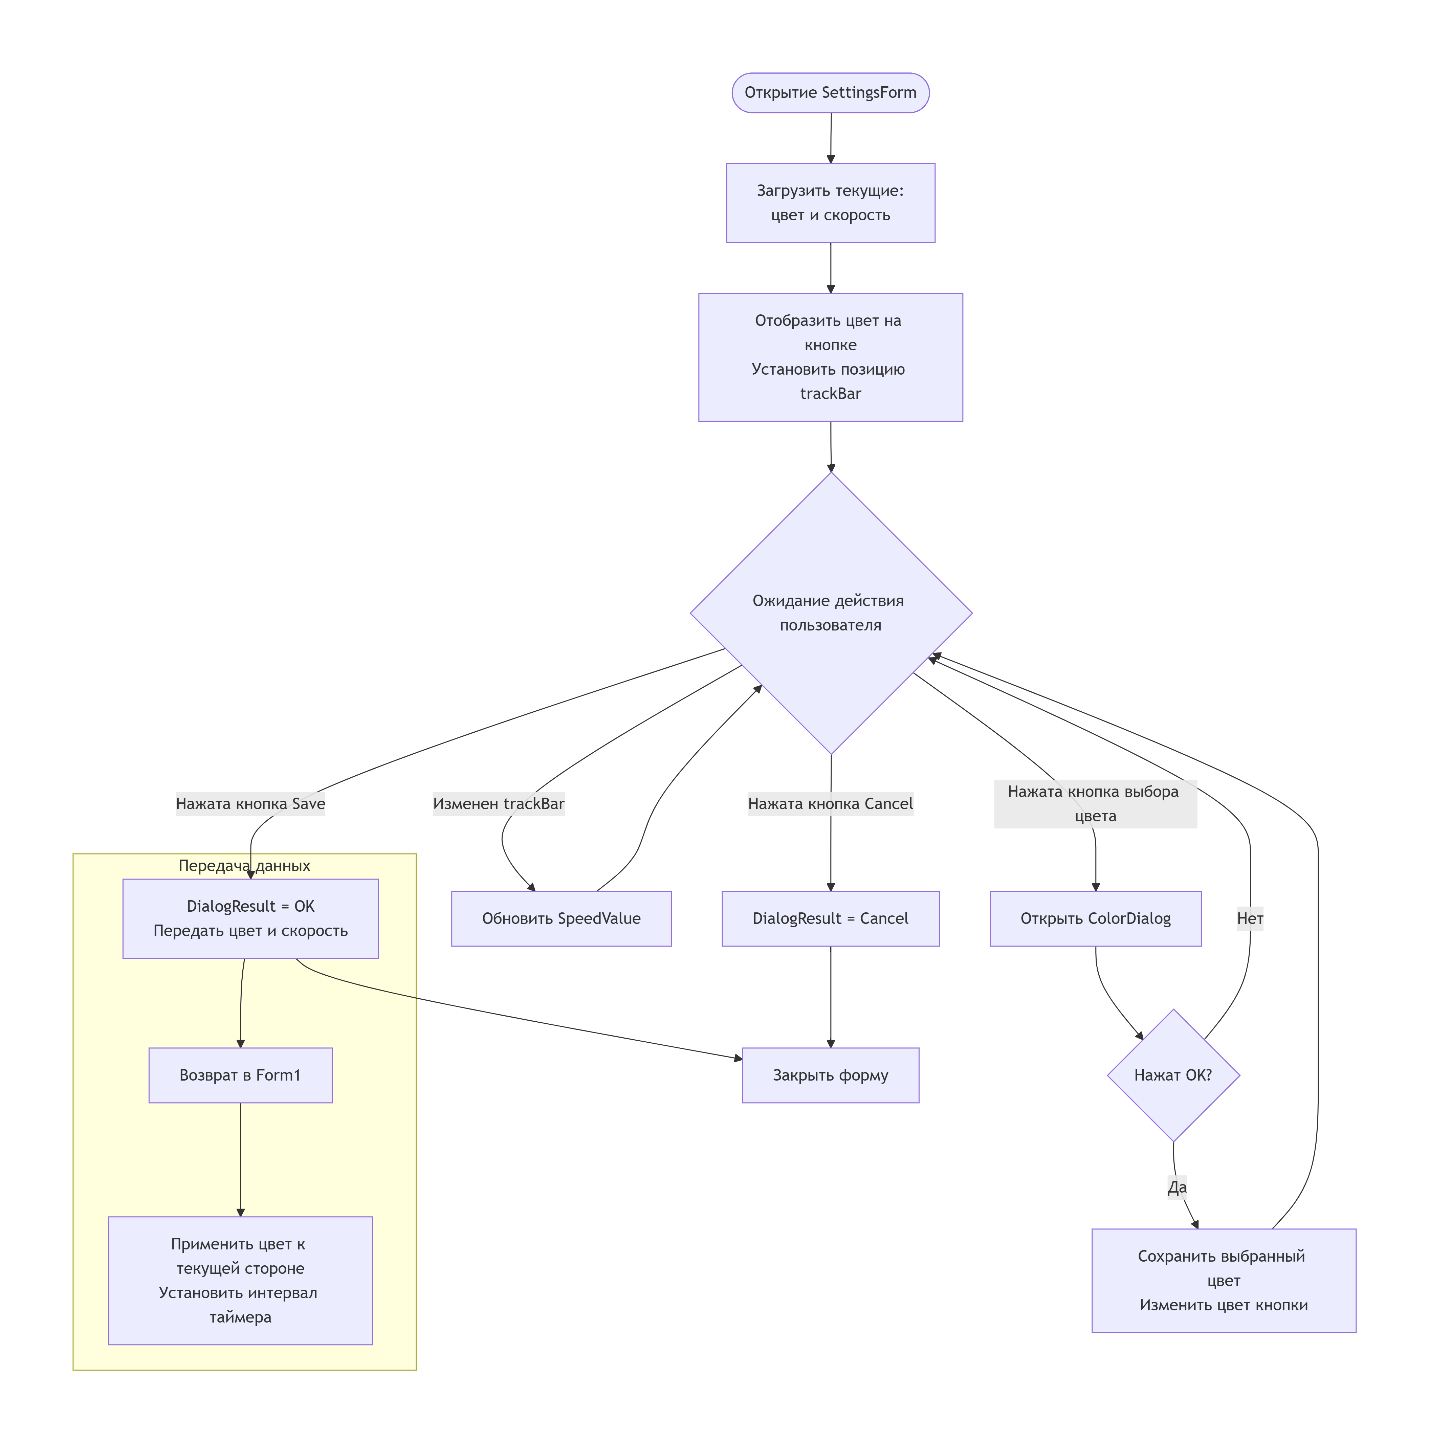 Открытие SettingsForm
Загрузить текущие:
цвет и скорость
Отобразить цвет на
кнопке
Установить позицию
trackBar
Ожидание действия
пользователя
Нажата кнопка Save
Изменен trackBar
Нажата кнопка Cancel
Нажата кнопка выбора
цвета
Передача данных
DialogResult = OK
Передать цвет и скорость
Обновить SpeedValue
DialogResult = Cancel
Открыть ColorDialog
Нет
Возврат в Form1
Закрыть форму
Нажат OK?
Да
Применить цвет к
текущей стороне
Установить интервал
таймера
Сохранить выбранный
цвет
Изменить цвет кнопки